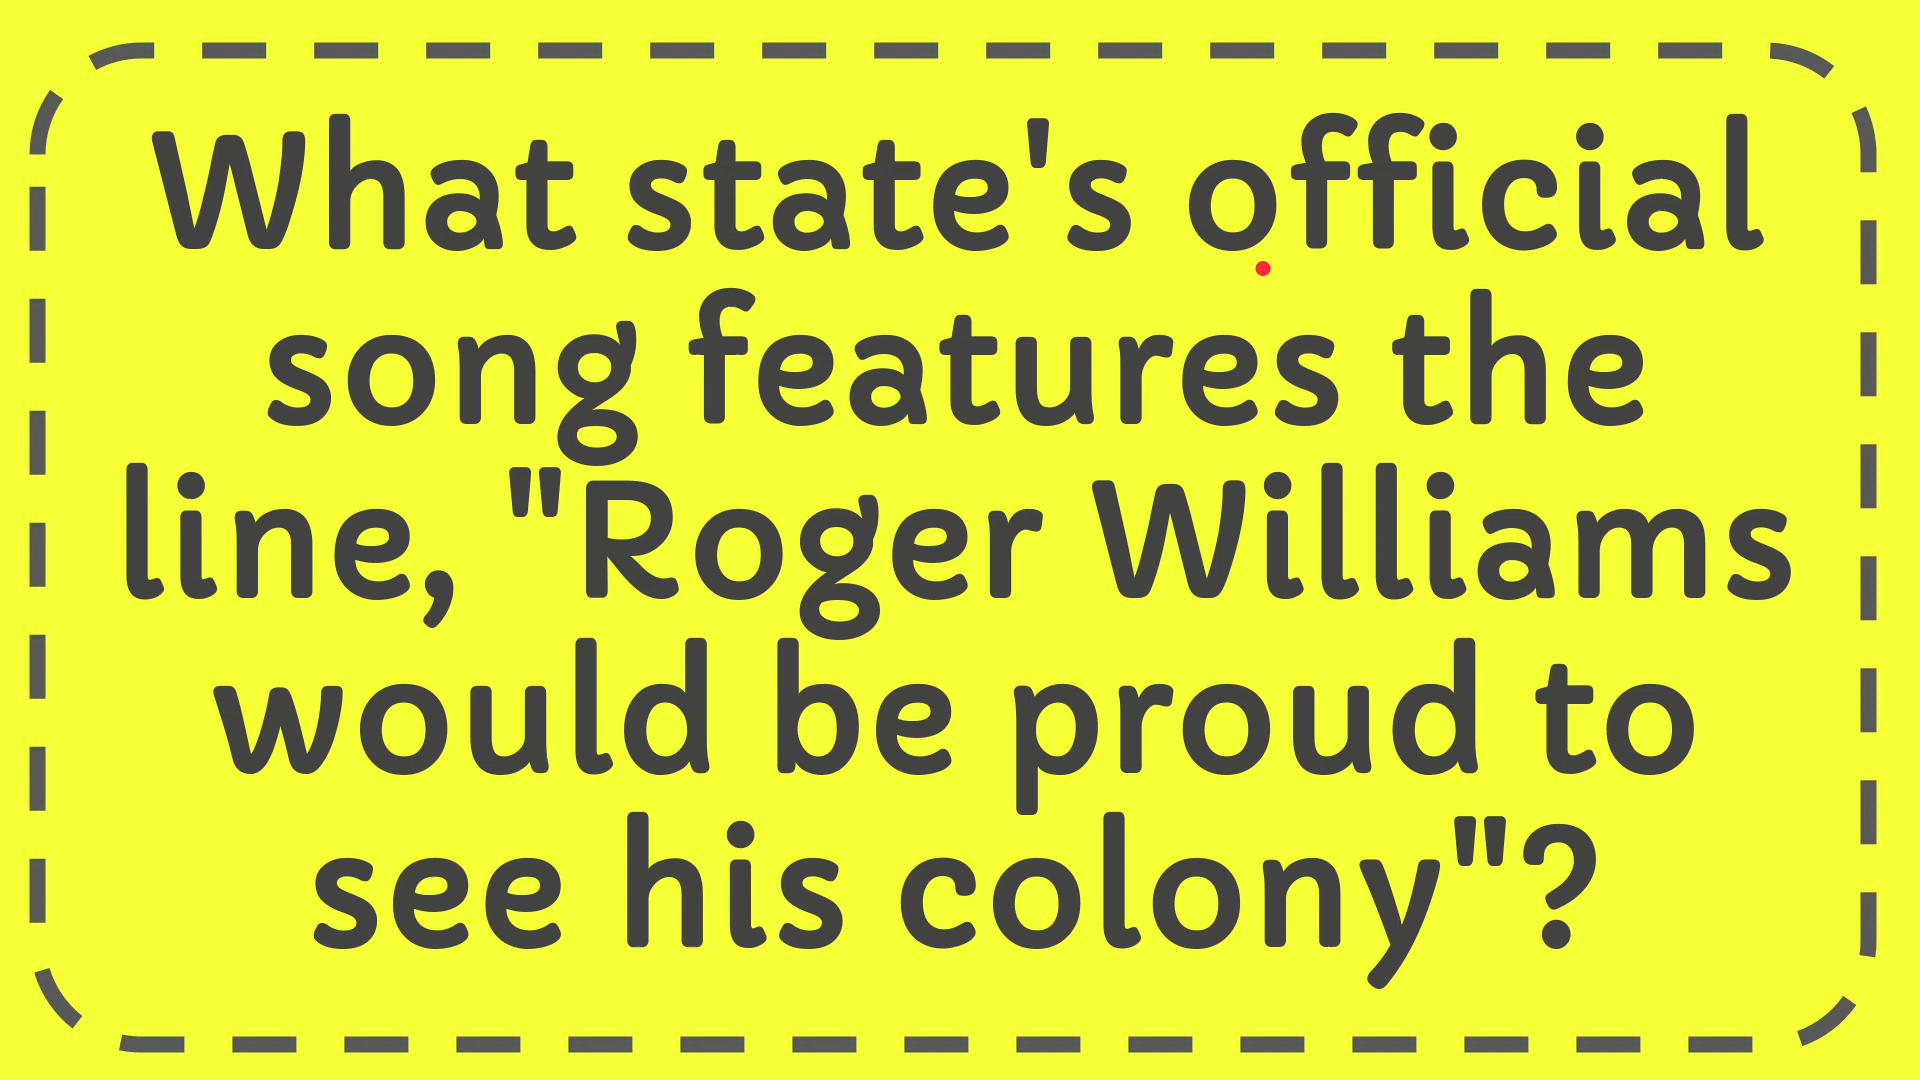 What state's official
song features the
line, "Roger Williams
would be proud to
see his colony"?